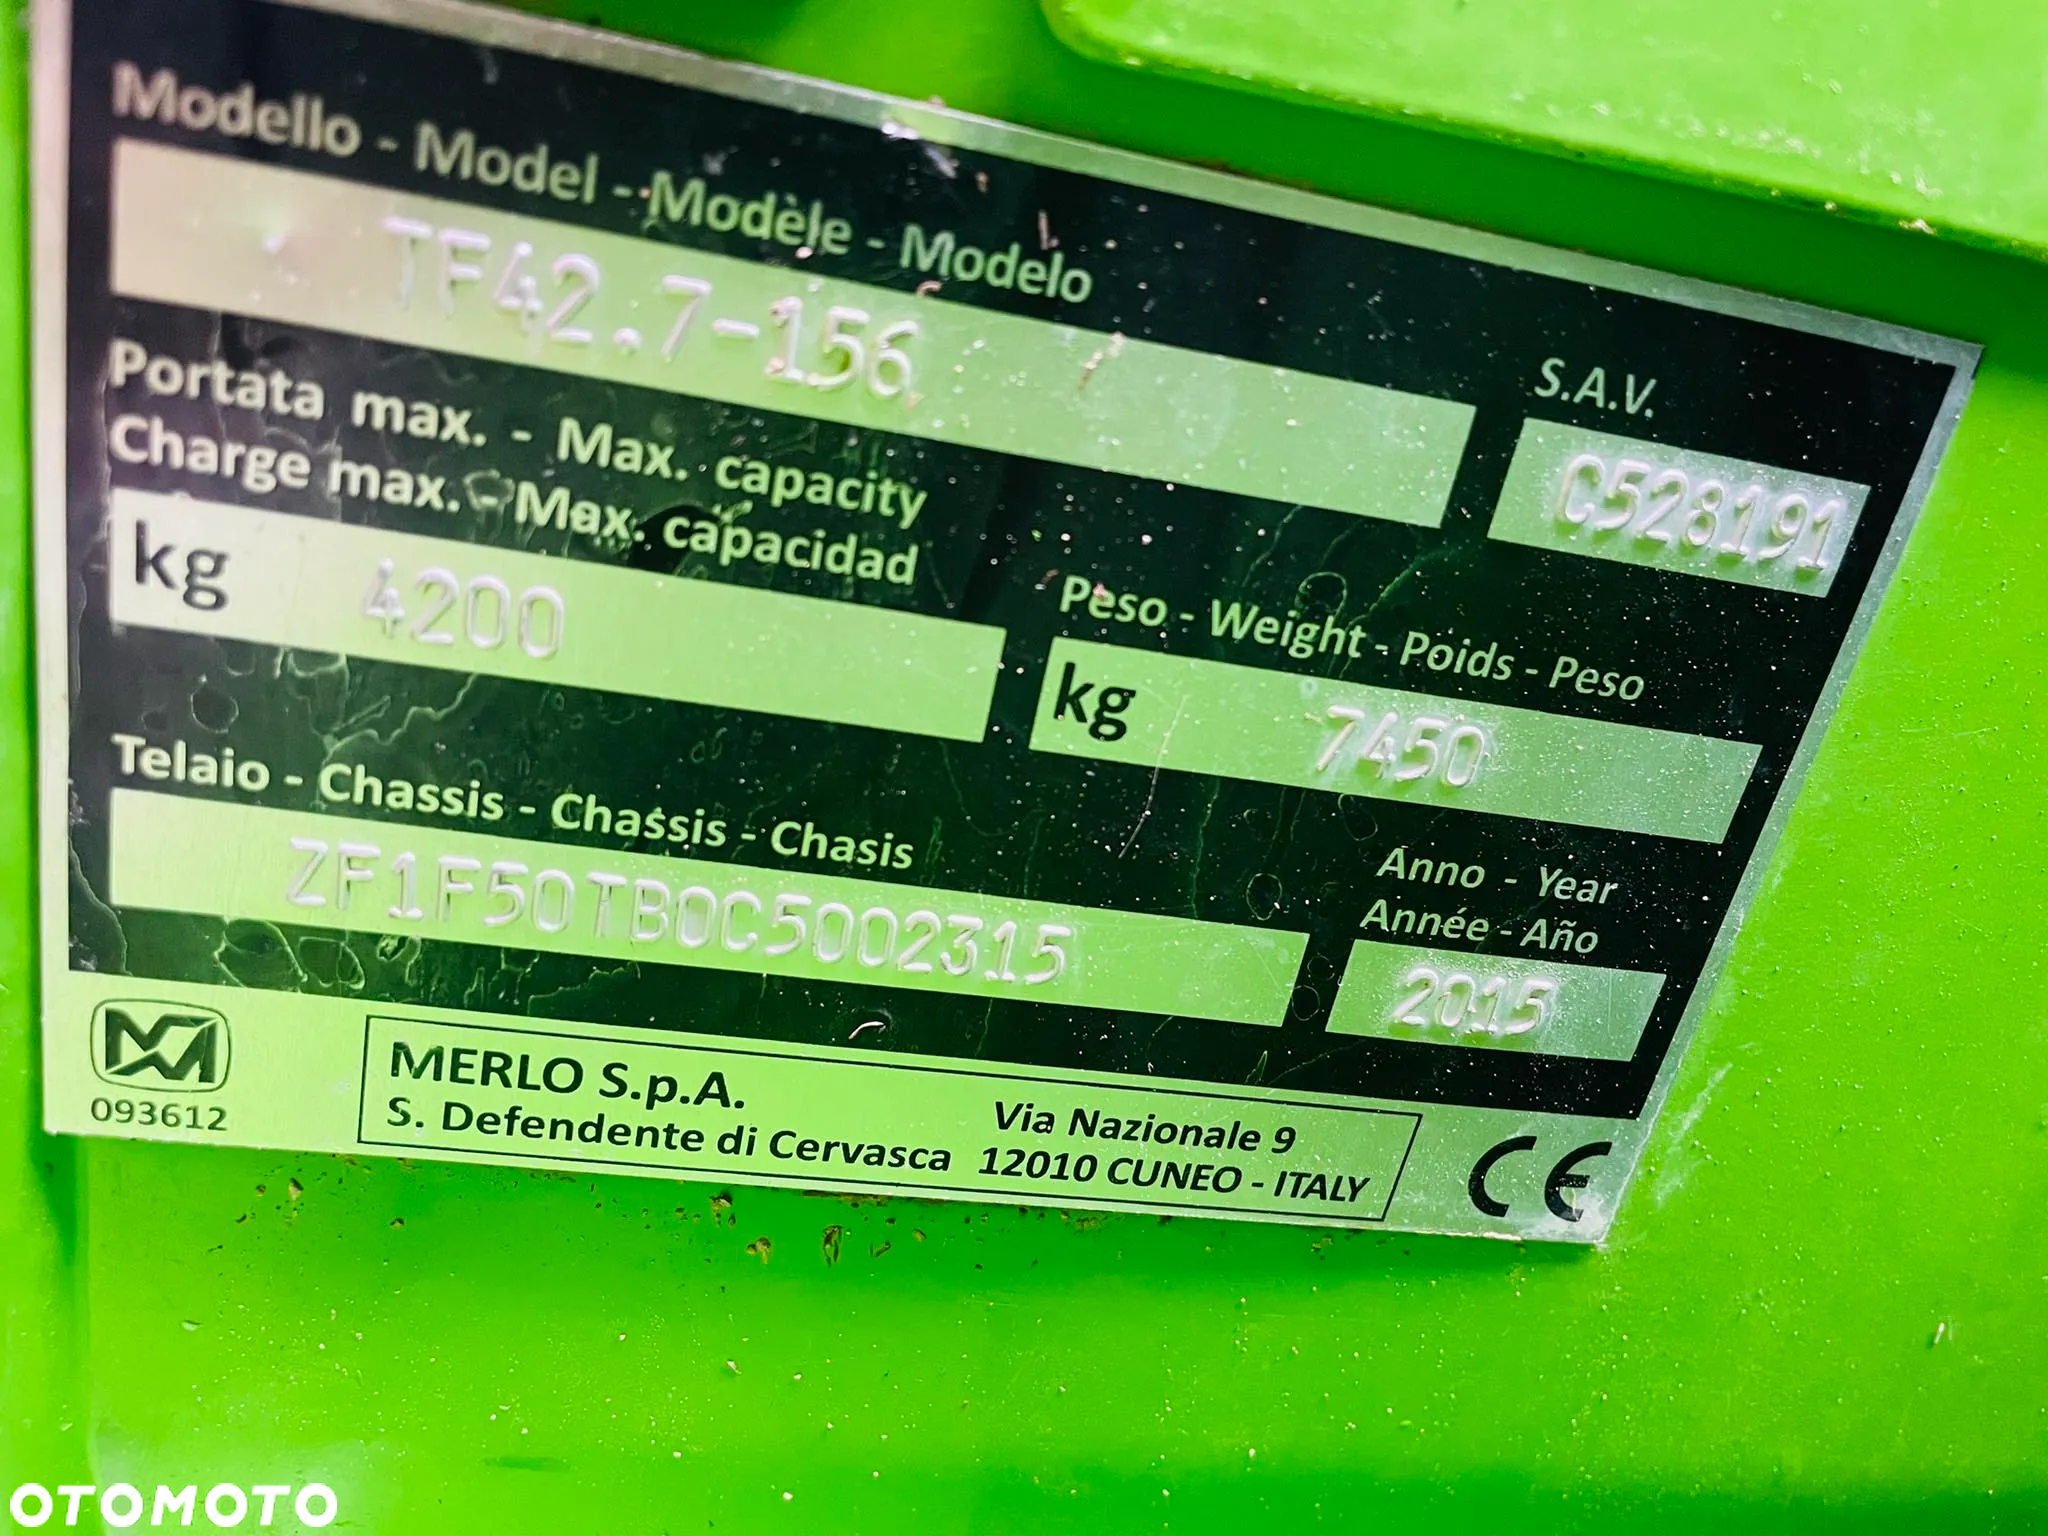 Modello - Model - Modèle - Modelo
TF42.7-156
S.A.V.
C528191
Portata max. - Max. capacity
Charge max. - Max. capacidad
kg 4200
Peso - Weight - Poids - Peso
kg 7450
Telaio - Chassis - Chassis - Chasis
ZF1F50TB0C5002315
Anno - Year
Année - Año
2015
093612
MERLO S.p.A.
S. Defendente di Cervasca
Via Nazionale 9
12010 CUNEO - ITALY
CE
OTOMOTO